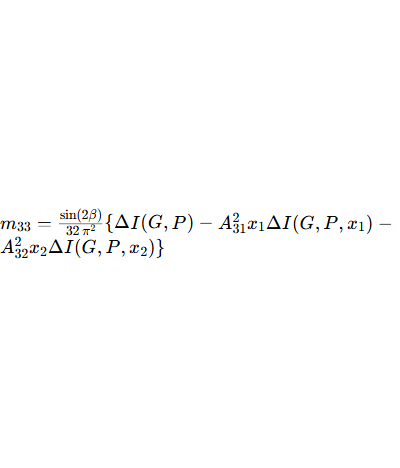 $m_{33} = \frac{\sin(2\beta)}{32\,\pi^2}\{\Delta I(G,P) - A_{31}^2 x_1 \Delta I(G,P,x_1) -$
$A_{32}^2 x_2 \Delta I(G,P,x_2)\}$